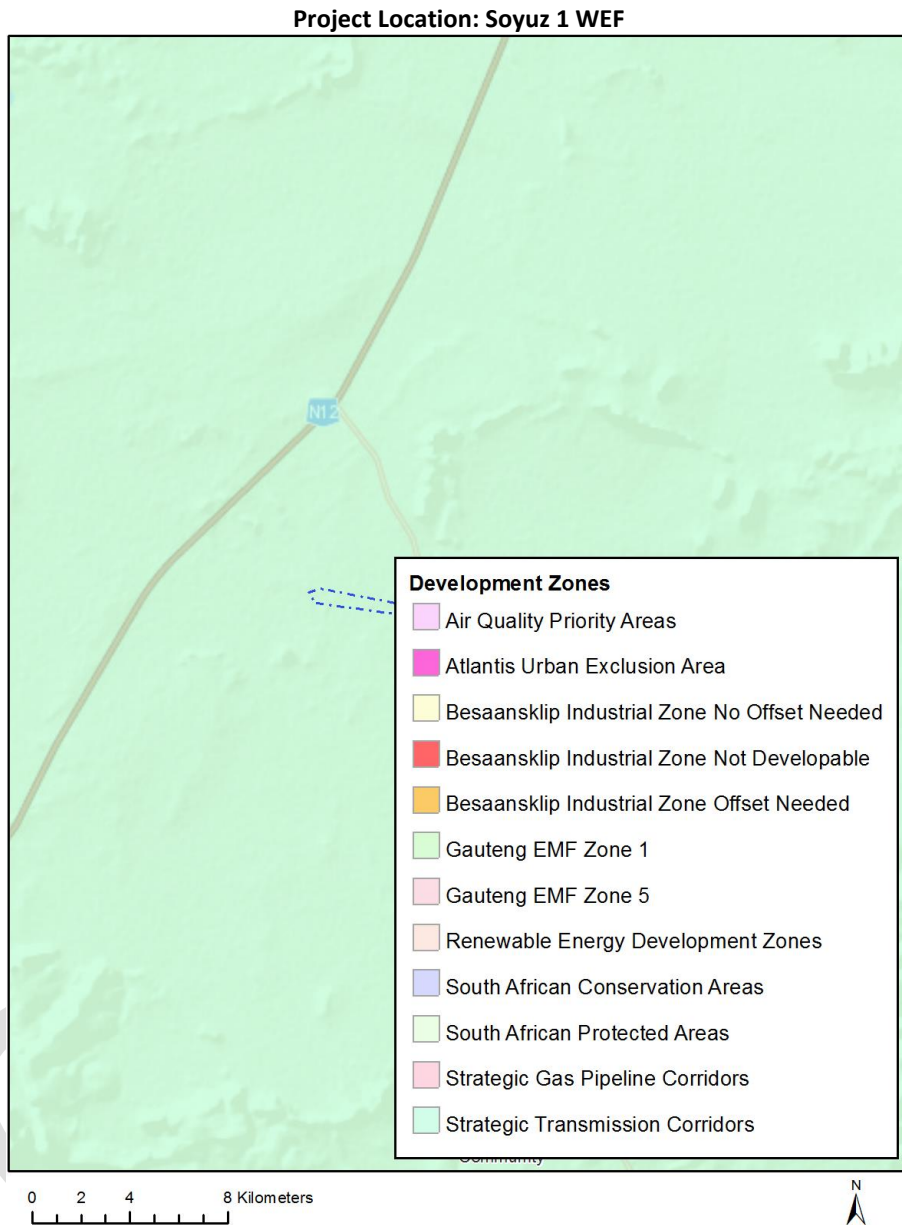 Project Location: Soyuz 1 WEF
N12
Development Zones
Air Quality Priority Areas
Atlantis Urban Exclusion Area
Besaansklip Industrial Zone No Offset Needed
Besaansklip Industrial Zone Not Developable
Besaansklip Industrial Zone Offset Needed
Gauteng EMF Zone 1
Gauteng EMF Zone 5
Renewable Energy Development Zones
South African Conservation Areas
South African Protected Areas
Strategic Gas Pipeline Corridors
Strategic Transmission Corridors
Community
0 2 4 8 Kilometers
N